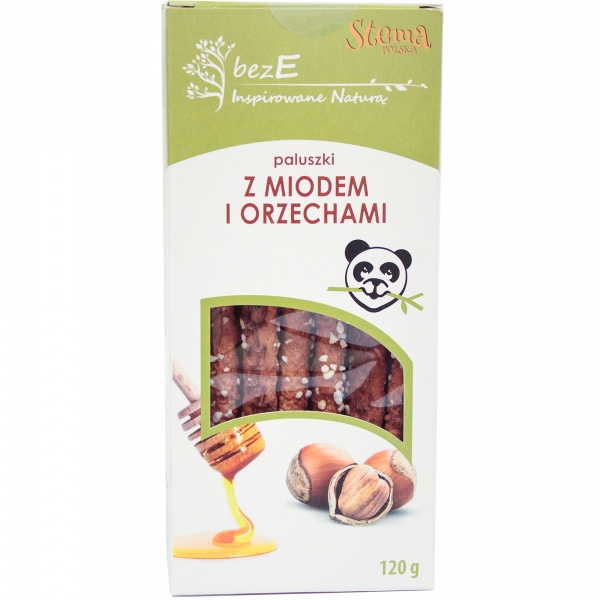 Stoma
POLSKA
bezE
Inspirowane Naturą
paluszki
Z MIODEM
I ORZECHAMI
120 g